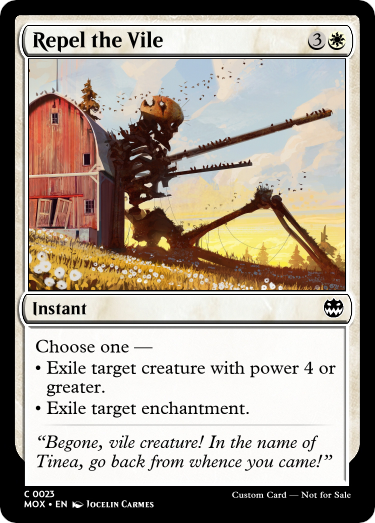 Repel the Vile 3
Instant
Choose one —
• Exile target creature with power 4 or
greater.
• Exile target enchantment.
“Begone, vile creature! In the name of
Tinea, go back from whence you came!”
C 0023
MOX • EN Jocelin Carmes
Custom Card — Not for Sale